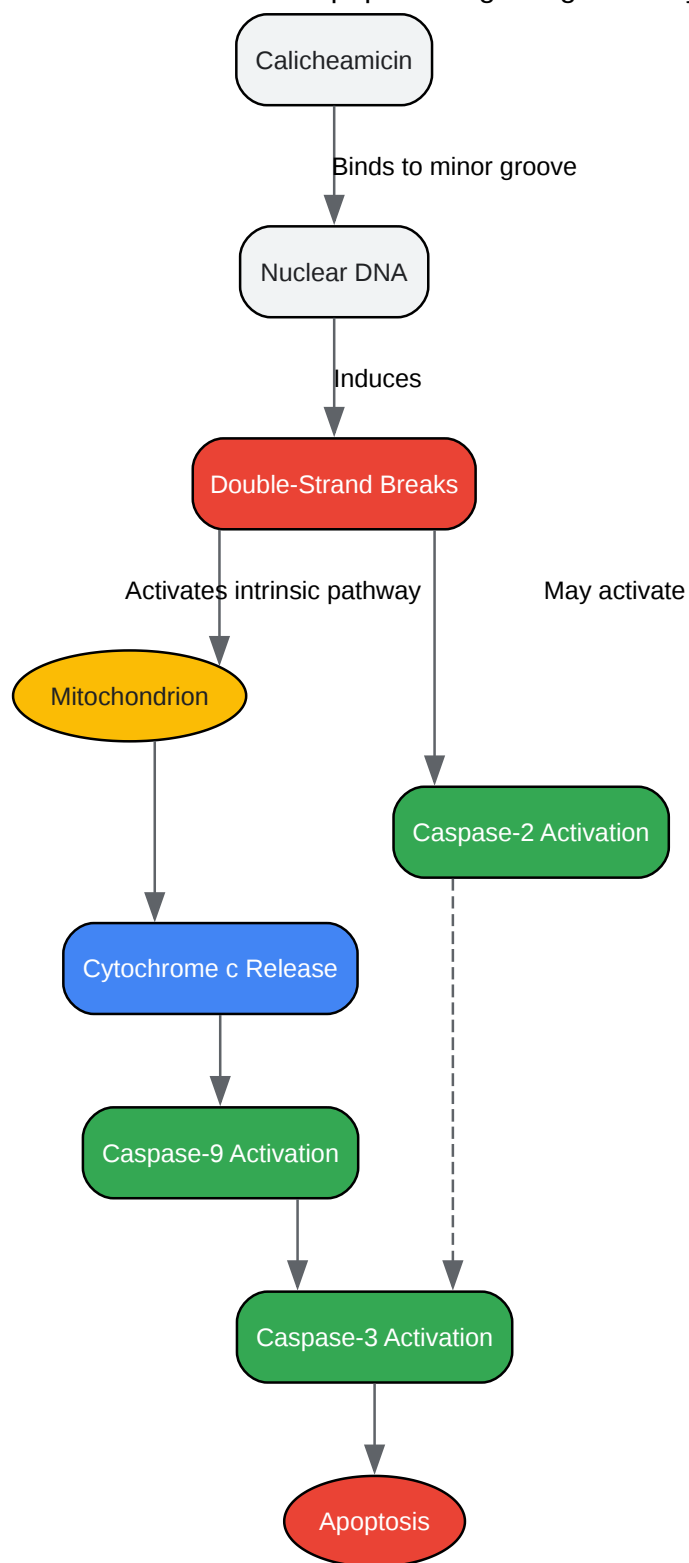 Calicheamicin
Binds to minor groove
Nuclear DNA
Induces
Double-Strand Breaks
Activates intrinsic pathway
May activate
Mitochondrion
Caspase-2 Activation
Cytochrome c Release
Caspase-9 Activation
Caspase-3 Activation
Apoptosis